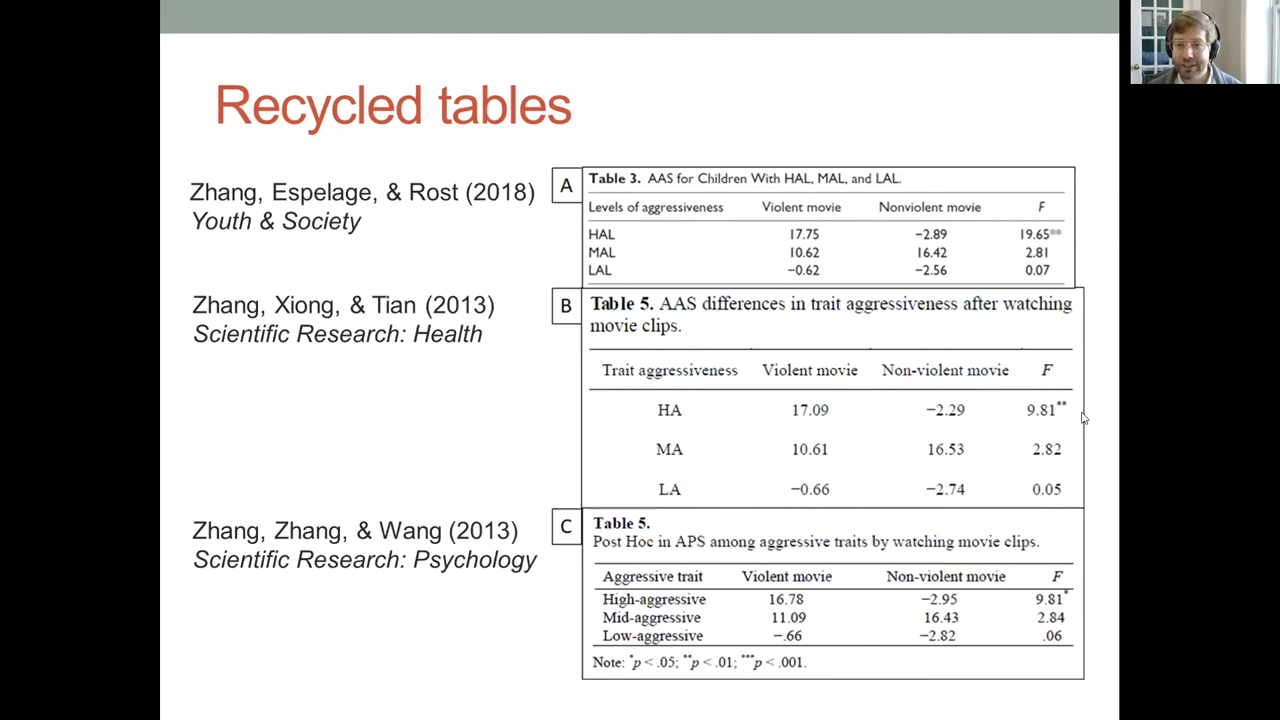 Recycled tables
Zhang, Espelage, & Rost (2018)
Youth & Society
A
Table 3. AAS for Children With HAL, MAL, and LAL.
Levels of aggressiveness Violent movie Nonviolent movie F
HAL 17.75 −2.89 19.65**
MAL 10.62 16.42 2.81
LAL −0.62 −2.56 0.07
Zhang, Xiong, & Tian (2013)
Scientific Research: Health
B
Table 5. AAS differences in trait aggressiveness after watching
movie clips.
Trait aggressiveness Violent movie Non-violent movie F
HA 17.09 −2.29 9.81**
MA 10.61 16.53 2.82
LA −0.66 −2.74 0.05
Zhang, Zhang, & Wang (2013)
Scientific Research: Psychology
C
Table 5.
Post Hoc in APS among aggressive traits by watching movie clips.
Aggressive trait Violent movie Non-violent movie F
High-aggressive 16.78 −2.95 9.81*
Mid-aggressive 11.09 16.43 2.84
Low-aggressive −.66 −2.82 .06
Note: *p < .05; **p < .01; ***p < .001.